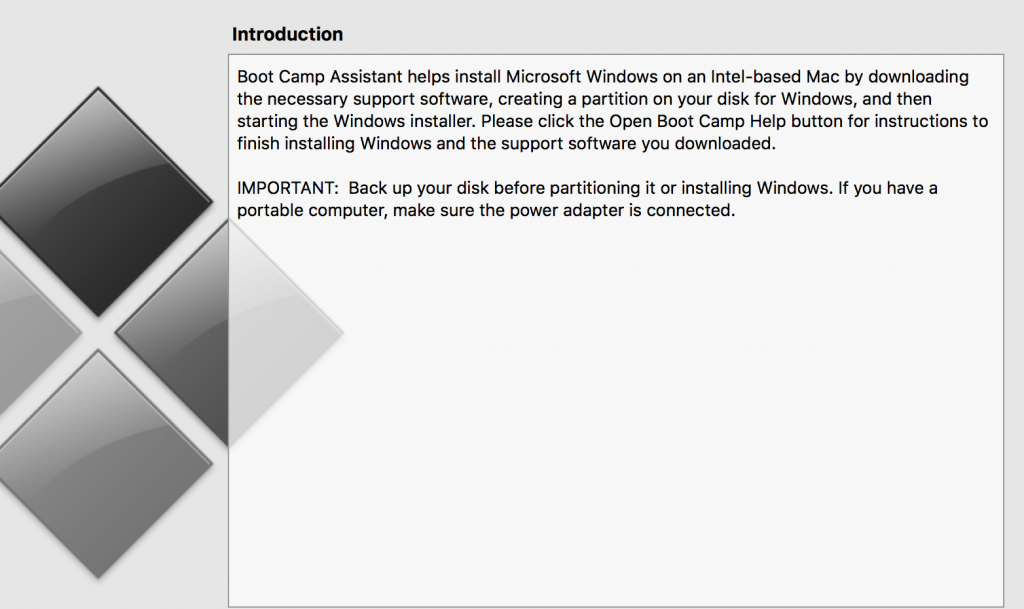 Introduction
Boot Camp Assistant helps install Microsoft Windows on an Intel-based Mac by downloading
the necessary support software, creating a partition on your disk for Windows, and then
starting the Windows installer. Please click the Open Boot Camp Help button for instructions to
finish installing Windows and the support software you downloaded.
IMPORTANT:  Back up your disk before partitioning it or installing Windows. If you have a
portable computer, make sure the power adapter is connected.